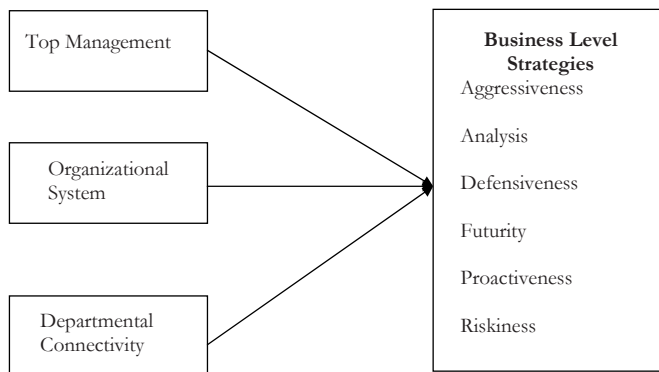 Top Management
Organizational
System
Departmental
Connectivity
Business Level
Strategies
Aggressiveness
Analysis
Defensiveness
Futurity
Proactiveness
Riskiness